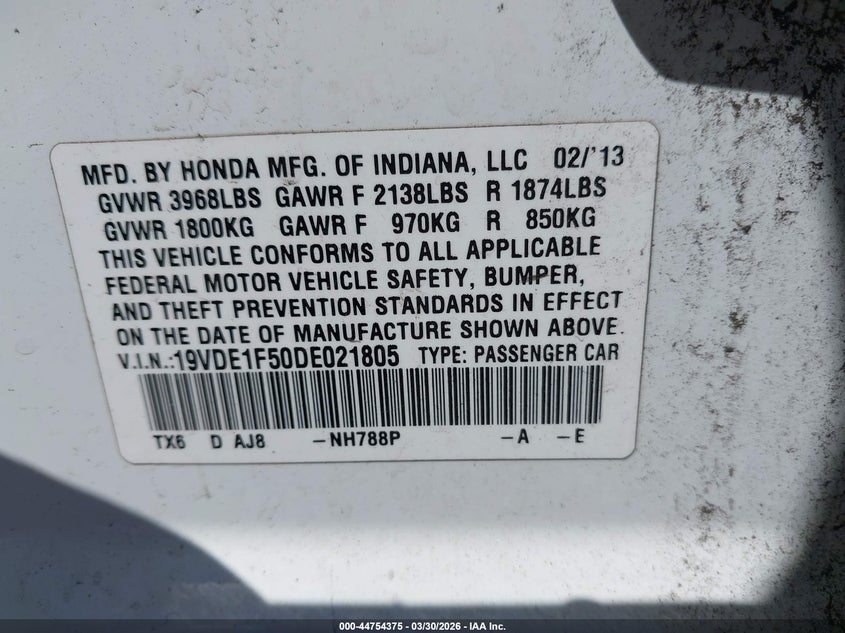 MFD. BY HONDA MFG. OF INDIANA, LLC 02/'13
GVWR 3968LBS GAWR F 2138LBS R 1874LBS
GVWR 1800KG GAWR F 970KG R 850KG
THIS VEHICLE CONFORMS TO ALL APPLICABLE
FEDERAL MOTOR VEHICLE SAFETY, BUMPER,
AND THEFT PREVENTION STANDARDS IN EFFECT
ON THE DATE OF MANUFACTURE SHOWN ABOVE.
V.I.N.:19VDE1F50DE021805 TYPE: PASSENGER CAR
TX6 D AJ8 -NH788P -A -E
000-44754375 - 03/30/2026 - IAA Inc.